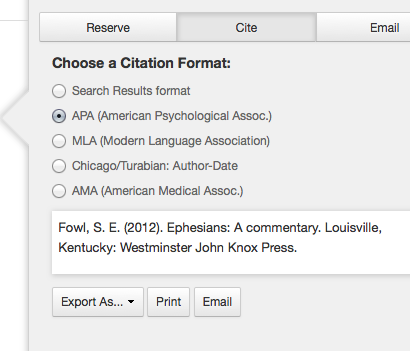 Reserve Cite Email
Choose a Citation Format:
Search Results format
APA (American Psychological Assoc.)
MLA (Modern Language Association)
Chicago/Turabian: Author-Date
AMA (American Medical Assoc.)
Fowl, S. E. (2012). Ephesians: A commentary. Louisville,
Kentucky: Westminster John Knox Press.
Export As... Print Email